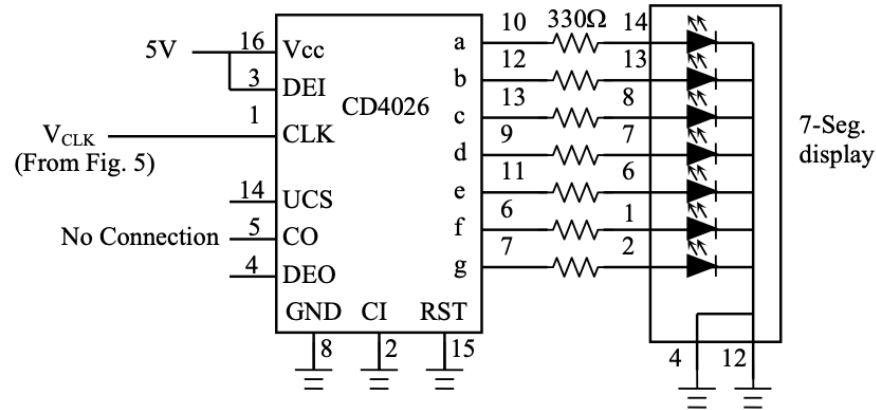 10 330Ω 14
5V 16 Vcc a
12 13
3 DEI b
CD4026 13 8
1 c
V_CLK CLK 9 7 7-Seg.
(From Fig. 5) d display
11 6
14 UCS e
6 1
No Connection 5 CO f
7 2
4 DEO g
GND CI RST
8 2 15 4 12